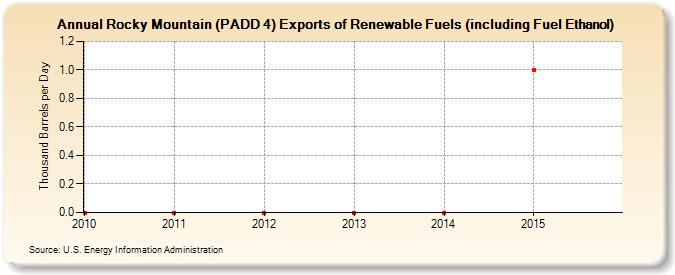 Annual Rocky Mountain (PADD 4) Exports of Renewable Fuels (including Fuel Ethanol)
Thousand Barrels per Day
1.2
1.0
0.8
0.6
0.4
0.2
0.0
2010 2011 2012 2013 2014 2015
Source: U.S. Energy Information Administration